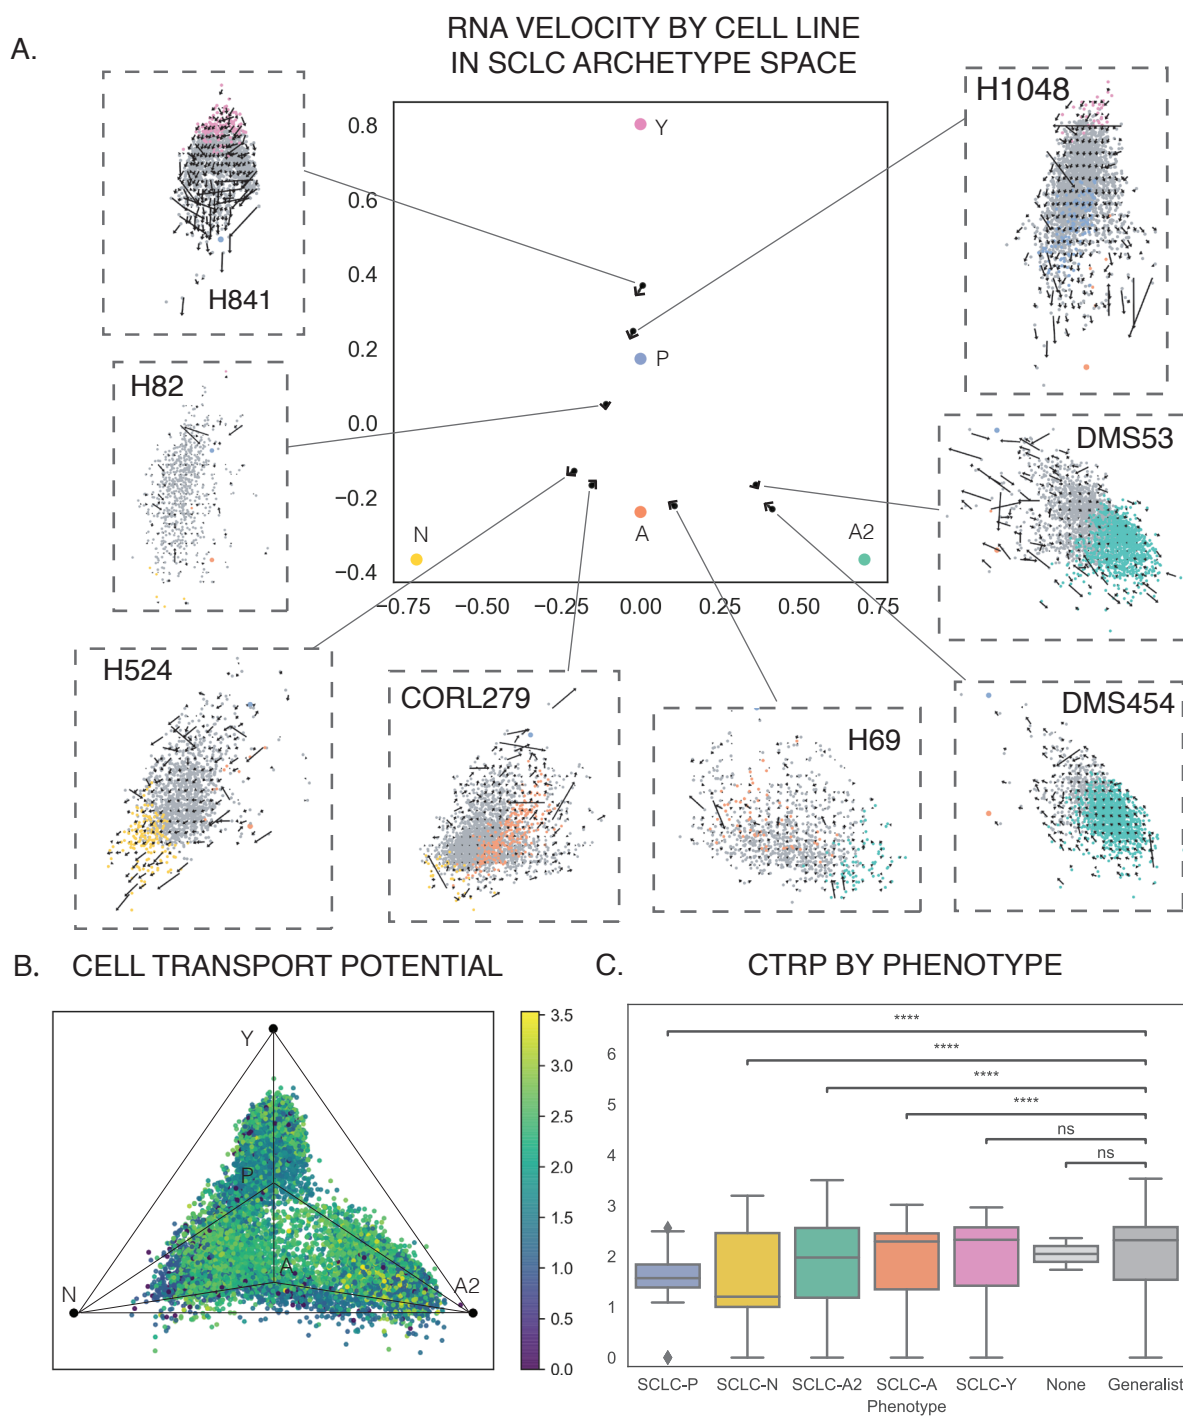 A.
RNA VELOCITY BY CELL LINE
IN SCLC ARCHETYPE SPACE
H841
H1048
H82
DMS53
H524
CORL279
H69
DMS454
0.8
0.6
0.4
0.2
0.0
−0.2
−0.4
Y
P
A
N
A2
−0.75
−0.50
−0.25
0.00
0.25
0.50
0.75
B. CELL TRANSPORT POTENTIAL
Y
P
A
N
A2
3.5
3.0
2.5
2.0
1.5
1.0
0.5
0.0
C. CTRP BY PHENOTYPE
****
****
****
****
ns
ns
6
5
4
3
2
1
0
SCLC-P SCLC-N SCLC-A2 SCLC-A SCLC-Y None Generalist
Phenotype